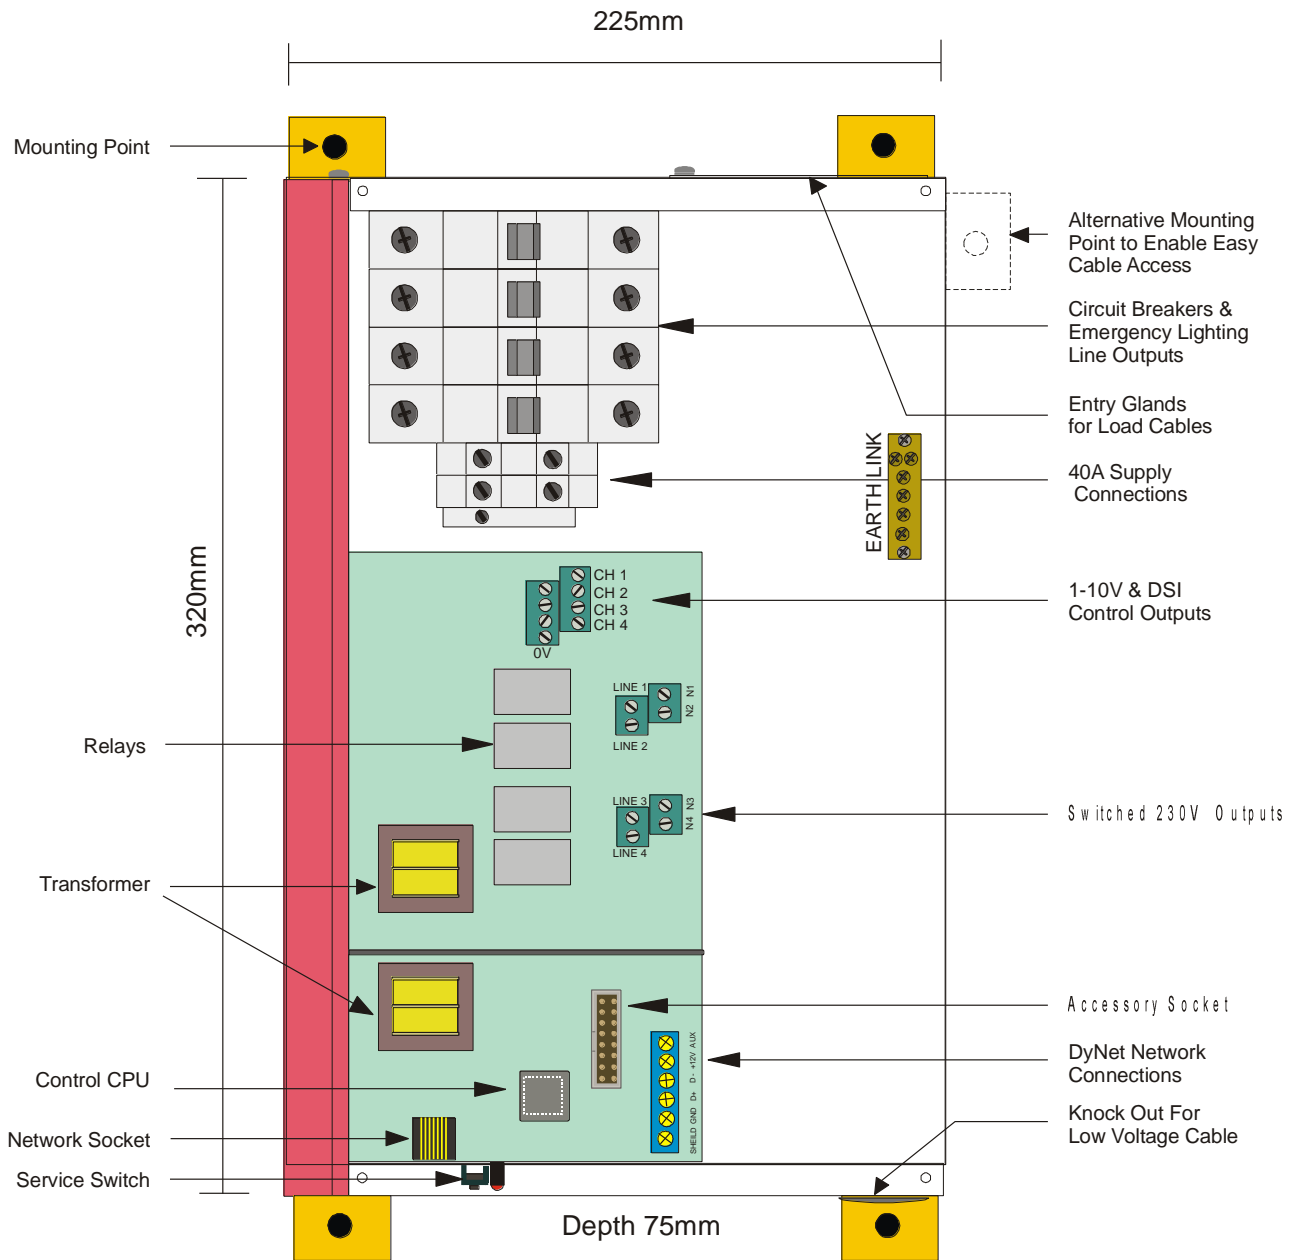 225mm
Mounting Point
Alternative Mounting
Point to Enable Easy
Cable Access
Circuit Breakers &
Emergency Lighting
Line Outputs
Entry Glands
for Load Cables
EARTH LINK
40A Supply
Connections
320mm
CH 1
CH 2
CH 3
CH 4
0V
1-10V & DSI
Control Outputs
LINE 1
N1
N2
LINE 2
Relays
LINE 3
N3
N4
LINE 4
Switched 230V Outputs
Transformer
Accessory Socket
SHEILD GND D+ D- +12V AUX
DyNet Network
Connections
Control CPU
Knock Out For
Low Voltage Cable
Network Socket
Service Switch
Depth 75mm